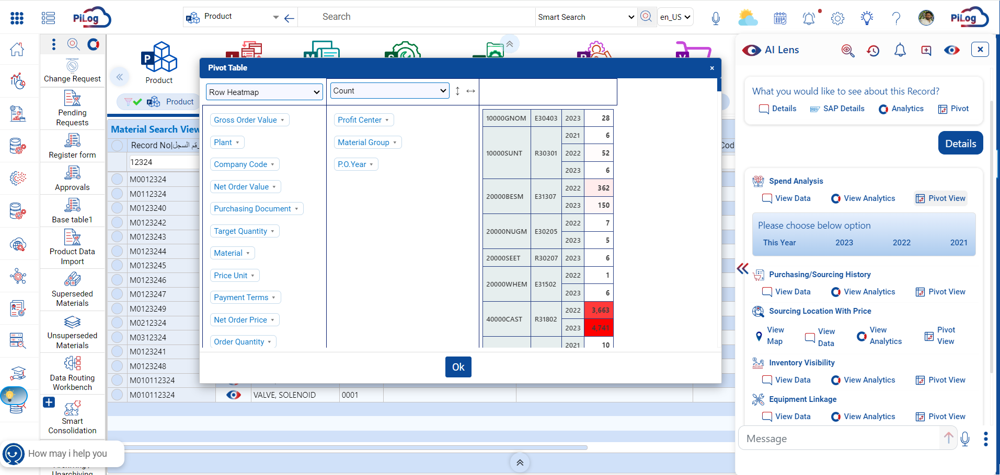 PiLog
Product
Search
Smart Search
en_US
PiLog
Change Request
Pending
Requests
Register form
Approvals
Base table1
Product Data
Import
Superseded
Materials
Unsuperseded
Materials
Data Routing
Workbench
Smart
Consolidation
Unarchiving
How may i help you
P
Product
Product
Material Search View
Record No|رقم السجل
12324
M0012324
M0112324
M0123240
M0123242
M0123243
M0123244
M0123245
M0123246
M0123247
M0123249
M0212324
M0312324
M0123241
M0123248
M010112324
M010112324 VALVE, SOLENOID 0001
Pivot Table
×
Row Heatmap
Count
Gross Order Value
Plant
Company Code
Net Order Value
Purchasing Document
Target Quantity
Material
Price Unit
Payment Terms
Net Order Price
Order Quantity
Profit Center
Material Group
P.O.Year
10000GNOM E30403 2023 28
10000SUNT R30301 2021 6
2022 52
2023 6
20000BESM E31307 2022 362
2023 150
20000NUGM E30205 2022 7
2023 5
20000SEET R30207 2023 6
20000WHEM E31502 2022 1
2023 6
40000CAST R31802 2022 3,663
2023 4,741
2021 10
Ok
AI Lens
What you would like to see about this Record?
Details SAP Details Analytics Pivot
Details
Spend Analysis
View Data View Analytics Pivot View
Please choose below option
This Year 2023 2022 2021
Purchasing/Sourcing History
View Data View Analytics Pivot View
Sourcing Location With Price
View Map View Data View Analytics Pivot View
Inventory Visibility
View Data View Analytics Pivot View
Equipment Linkage
View Data View Analytics Pivot View
Message